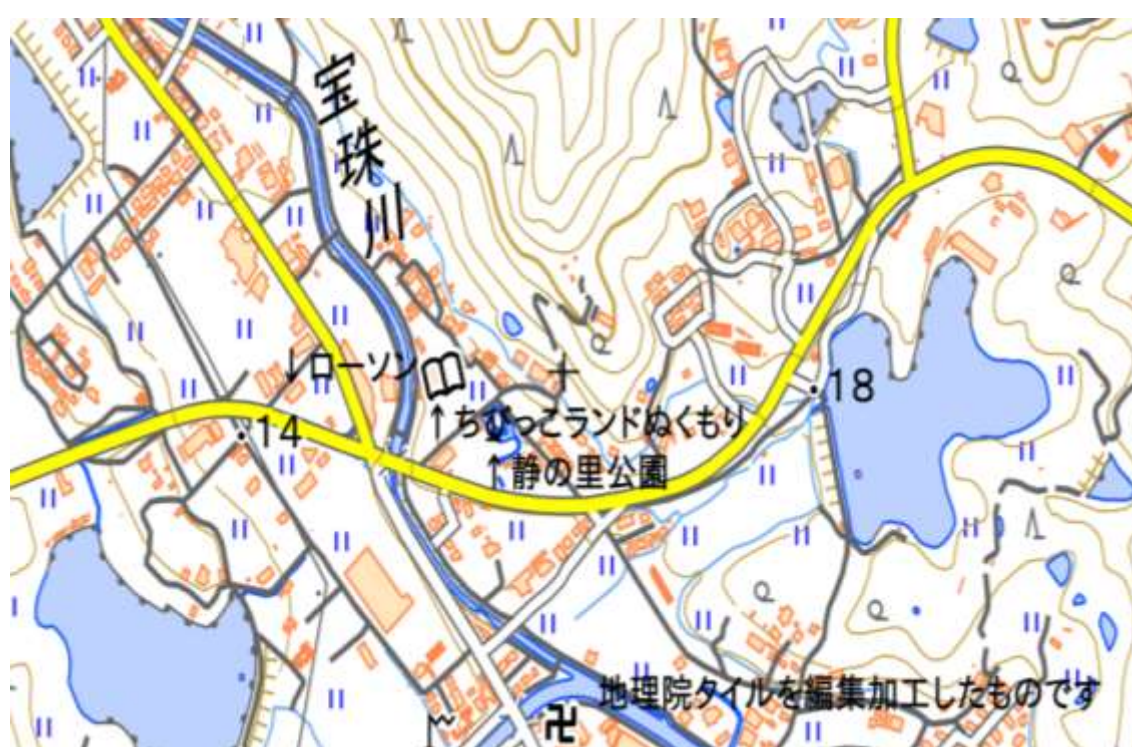 宝珠川
↓ローソン
18
↑ちびっこランドぬくもり
14
↑静の里公園
地理院タイルを編集加工したものです